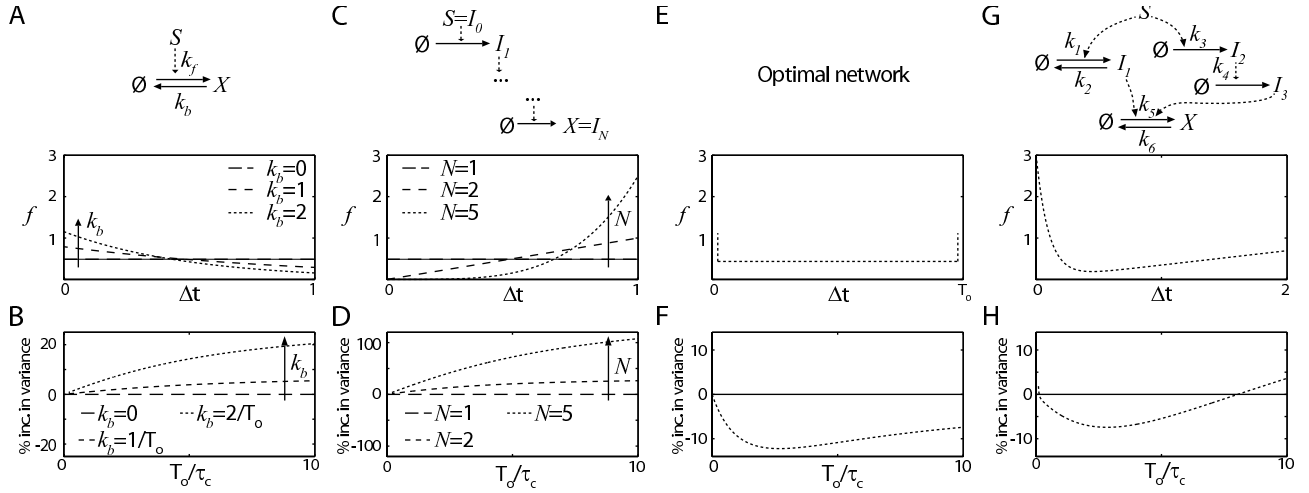 A
S
k_f
Ø X
k_b
3
2
f
1
k_b
k_b=0
k_b=1
k_b=2
0 Δt 1
B
% inc. in variance
20
0
-20
k_b
k_b=0 k_b=2/T_o
k_b=1/T_o
0 T_o/τ_c 10
C
S=I_0
Ø I_1
...
...
Ø X=I_N
3
2
f
1
N=1
N=2
N=5
N
0 Δt 1
D
% inc. in variance
100
0
-100
N
N=1 N=5
N=2
0 T_o/τ_c 10
E
Optimal network
3
2
f
1
0 Δt T_o
F
% inc. in variance
10
0
-10
0 T_o/τ_c 10
G
S
k_1 k_3
Ø I_1 Ø I_2
k_2 k_4
Ø I_3
k_5
Ø X
k_6
3
2
f
1
0 Δt 2
H
% inc. in variance
10
0
-10
0 T_o/τ_c 10